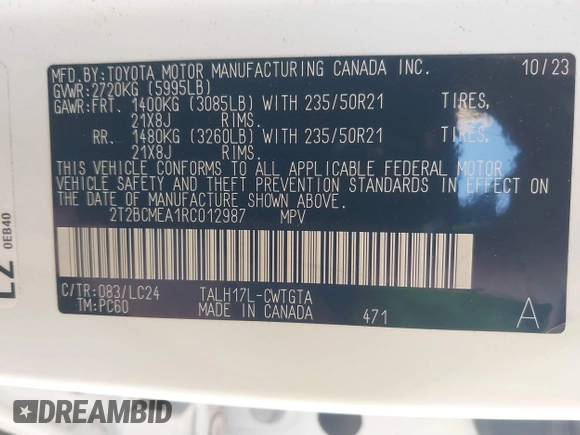 MFD.BY:TOYOTA MOTOR MANUFACTURING CANADA INC. 10/23
GVWR:2720KG (5995LB)
GAWR:FRT. 1400KG (3085LB) WITH 235/50R21 TIRES,
21X8J RIMS.
RR. 1480KG (3260LB) WITH 235/50R21 TIRES,
21X8J RIMS.
THIS VEHICLE CONFORMS TO ALL APPLICABLE FEDERAL MOTOR
VEHICLE SAFETY AND THEFT PREVENTION STANDARDS IN EFFECT ON
THE DATE OF MANUFACTURE SHOWN ABOVE.
2T2BCMEA1RC012987 MPV
C/TR:083/LC24 TALH17L-CWTGTA
TM:PC60 MADE IN CANADA 471 A
0EB40
DREAMBID